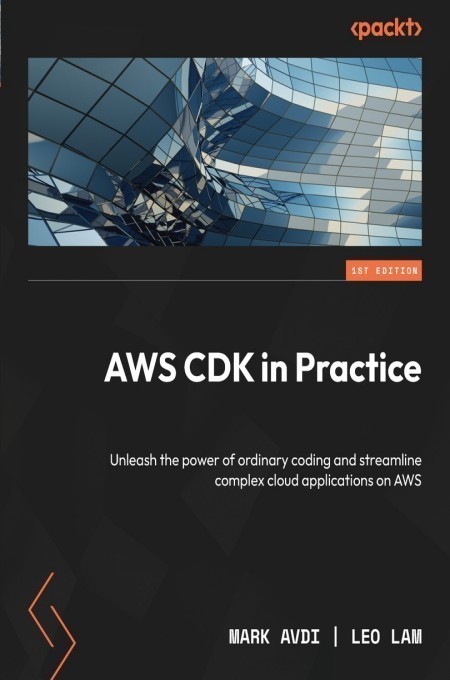 <packt>
1ST EDITION
AWS CDK in Practice
Unleash the power of ordinary coding and streamline
complex cloud applications on AWS
MARK AVDI | LEO LAM